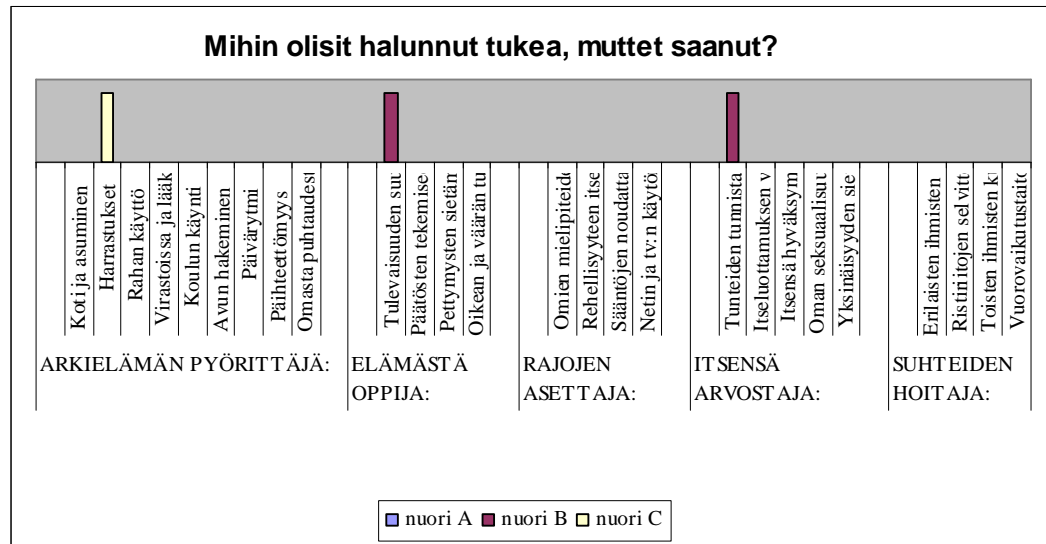 Mihin olisit halunnut tukea, muttet saanut?
Koti ja asuminen
Harrastukset
Rahan käyttö
Virastoissa ja lääk
Koulun käynti
Avun hakeminen
Päivärytmi
Päihteettömyys
Omasta puhtaudest
Tulevaisuuden suu
Päätösten tekemise
Pettymysten sietäm
Oikean ja väärän tu
Omien mielipiteide
Rehellisyyteen itse
Sääntöjen noudatta
Netin ja tv:n käytö
Tunteiden tunnista
Itseluottamuksen v
Itsensä hyväksym
Oman seksuaalisuu
Yksinäisyyden sie
Erilaisten ihmisten
Ristiriitojen selvitt
Toisten ihmisten k
Vuorovaikutustaito
ARKIELÄMÄN PYÖRITTÄJÄ:
ELÄMÄSTÄ
OPPIJA:
RAJOJEN
ASETTAJA:
ITSENSÄ
ARVOSTAJA:
SUHTEIDEN
HOITAJA:
nuori A nuori B nuori C